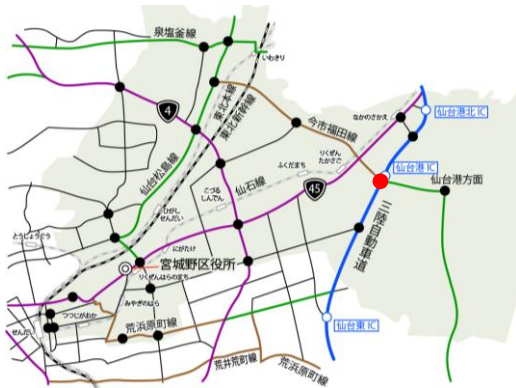 泉塩釜線
いわきり
4
東北本線
東北新幹線
なかのさかえ
仙台港北IC
今市福田線
仙台松島線
りくぜん
たかさご
仙台港IC
ふくだまち
仙石線
45
仙台港方面
こづる
しんでん
ひがし
せんだい
三陸自動車道
とうしょうぐう
にがたけ
宮城野区役所
りくぜんはらのまち
みやぎのはら
つつじがおか
せんだい
荒浜原町線
仙台東IC
荒井荒町線
荒浜原町線